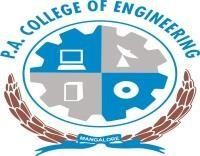 P.A. COLLEGE OF ENGINEERING
MANGALORE